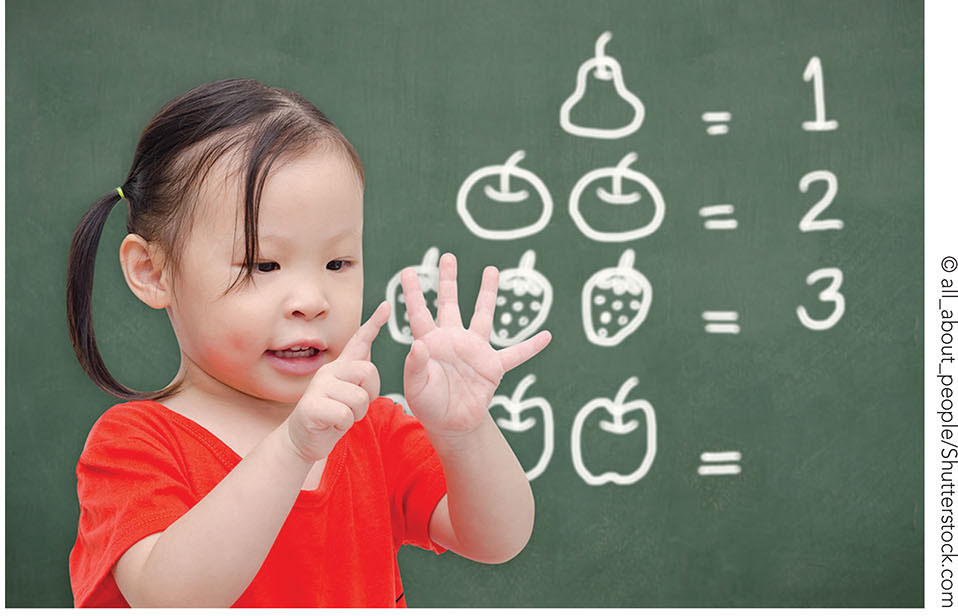 = 1
= 2
= 3
=
© all_about_people/Shutterstock.com